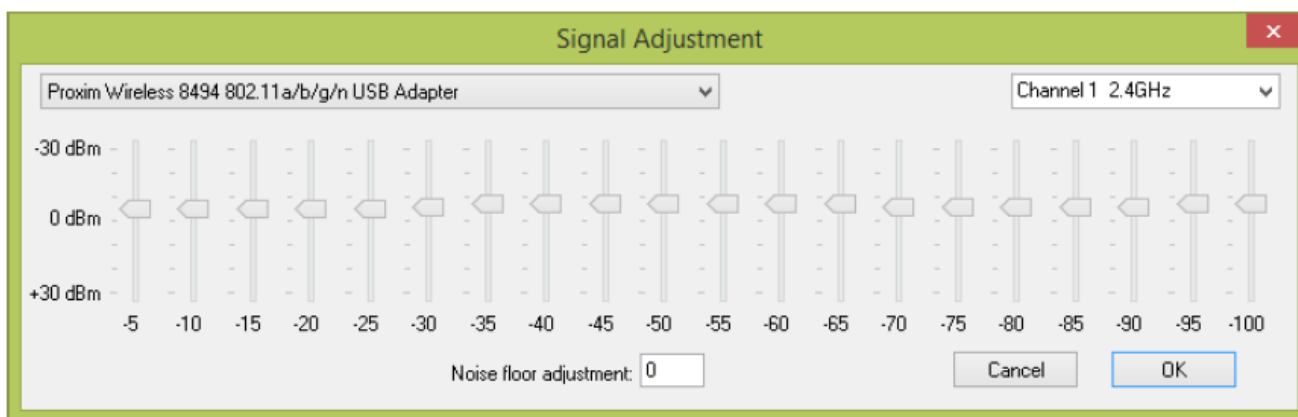 Signal Adjustment
Proxim Wireless 8494 802.11a/b/g/n USB Adapter
Channel 1 2.4GHz
-30 dBm
0 dBm
+30 dBm
-5 -10 -15 -20 -25 -30 -35 -40 -45 -50 -55 -60 -65 -70 -75 -80 -85 -90 -95 -100
Noise floor adjustment: 0
Cancel OK